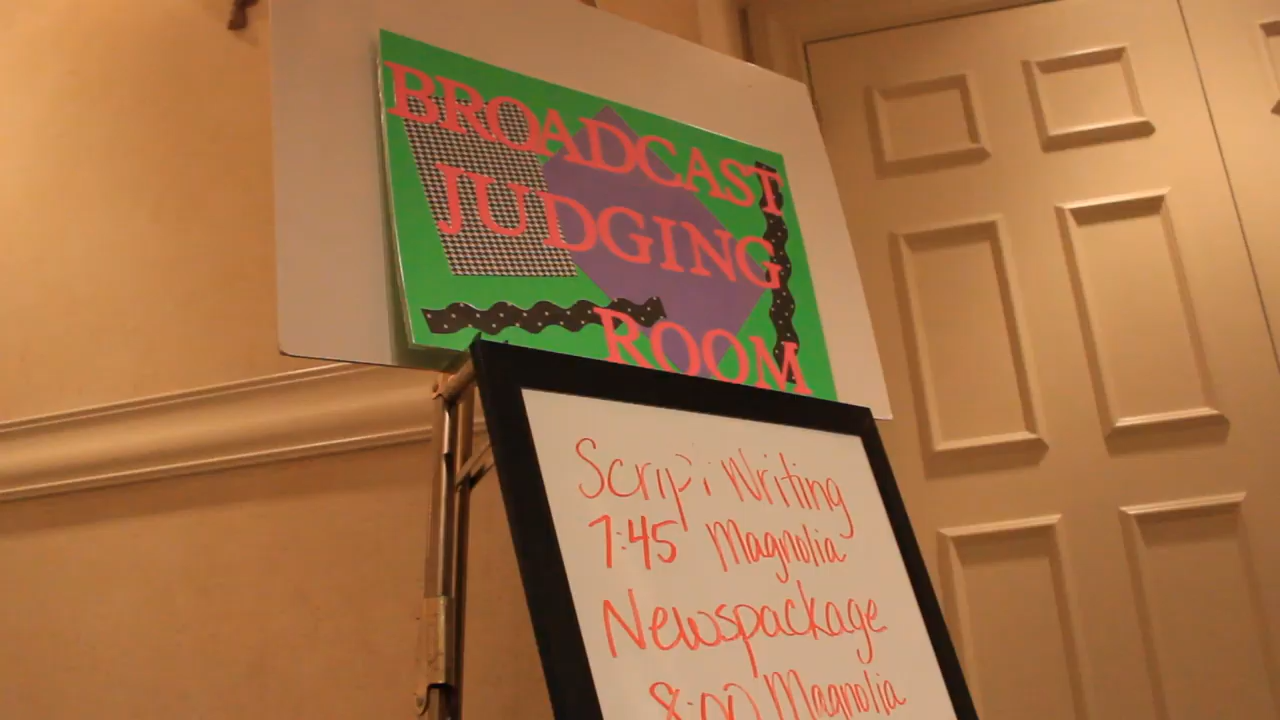 BROADCAST
JUDGING
ROOM
Script Writing
7:45 Magnolia
Newspackage
8:00 Magnolia